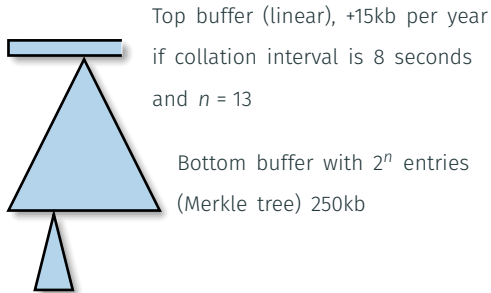 Top buffer (linear), +15kb per year
if collation interval is 8 seconds
and n = 13
Bottom buffer with 2ⁿ entries
(Merkle tree) 250kb